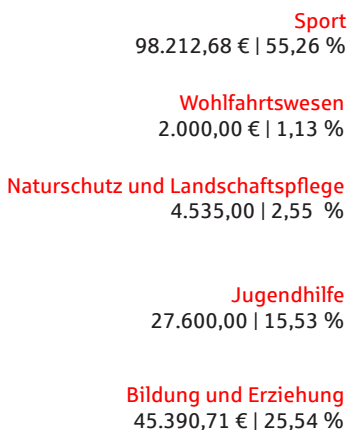 Sport
98.212,68 € | 55,26 %
Wohlfahrtswesen
2.000,00 € | 1,13 %
Naturschutz und Landschaftspflege
4.535,00 | 2,55 %
Jugendhilfe
27.600,00 | 15,53 %
Bildung und Erziehung
45.390,71 € | 25,54 %